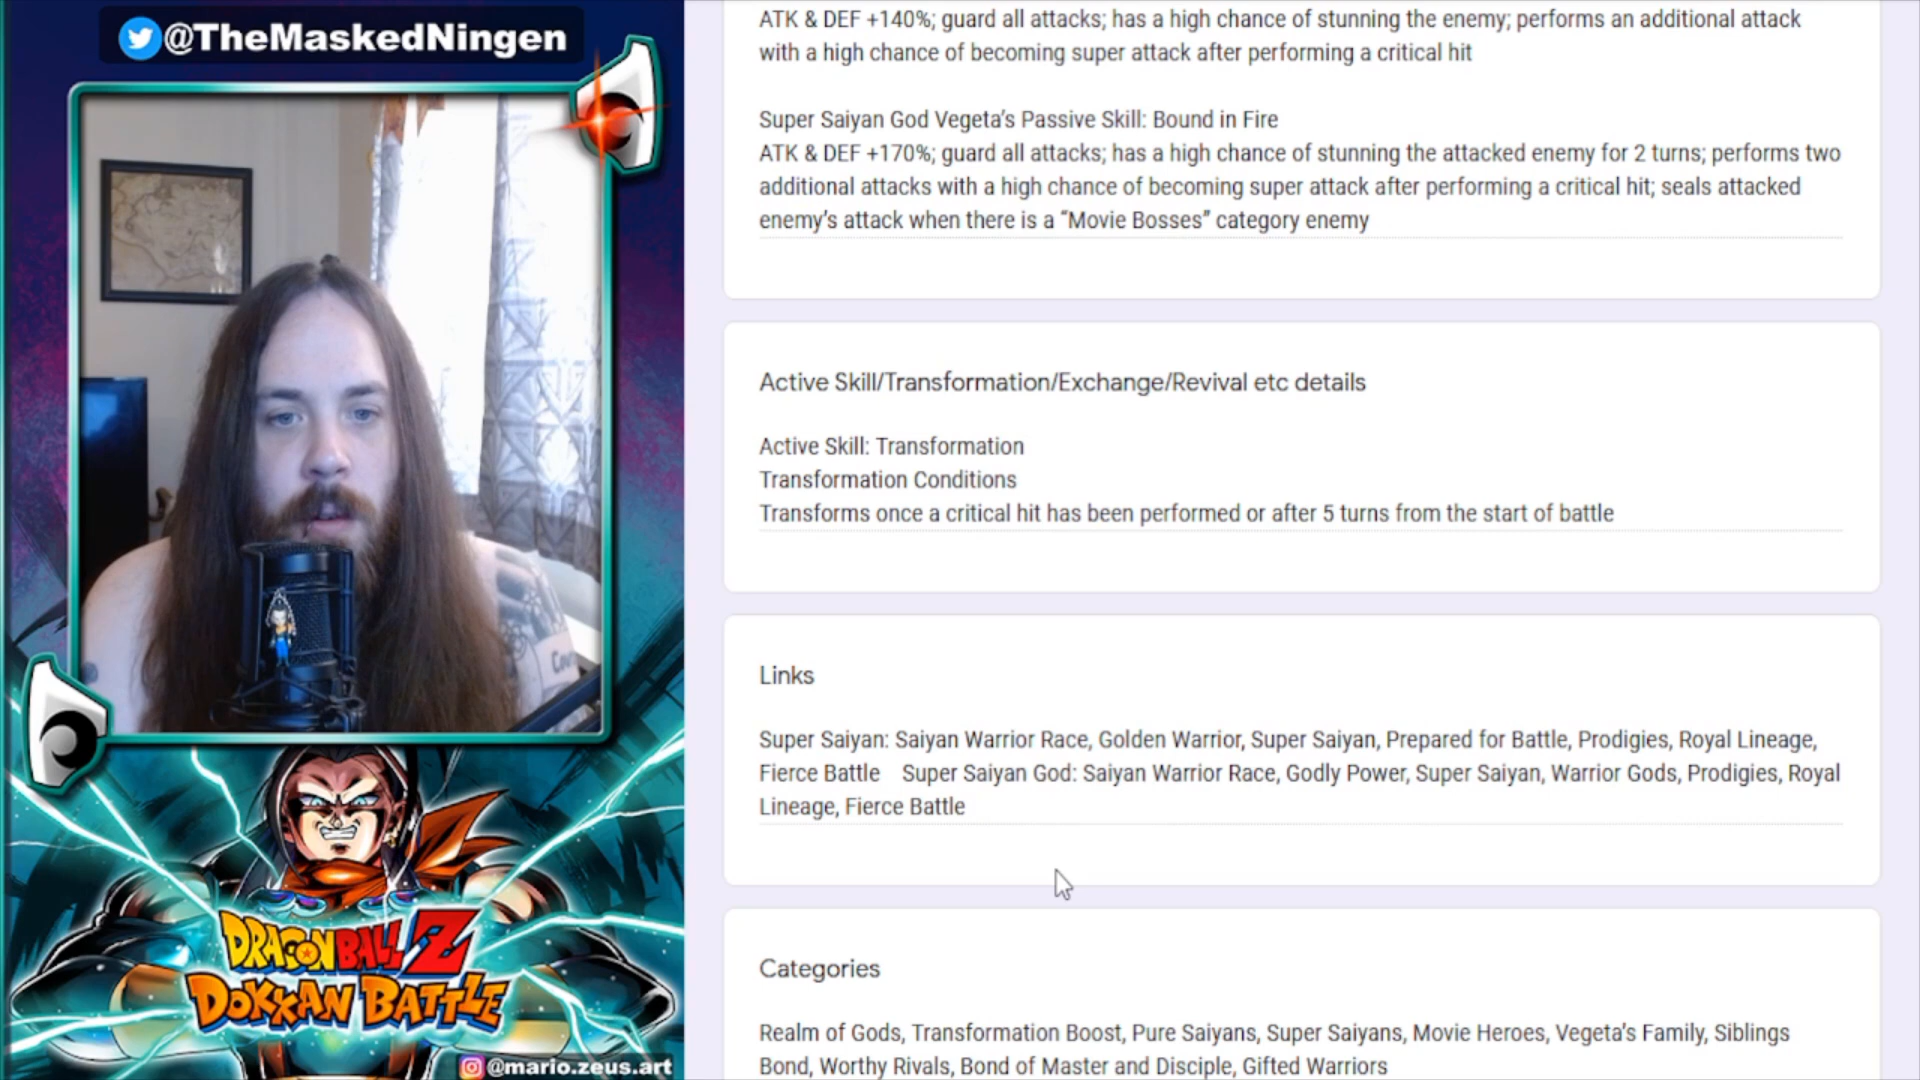 @TheMaskedNingen
ATK & DEF +140%; guard all attacks; has a high chance of stunning the enemy; performs an additional attack
with a high chance of becoming super attack after performing a critical hit
Super Saiyan God Vegeta’s Passive Skill: Bound in Fire
ATK & DEF +170%; guard all attacks; has a high chance of stunning the attacked enemy for 2 turns; performs two
additional attacks with a high chance of becoming super attack after performing a critical hit; seals attacked
enemy’s attack when there is a “Movie Bosses” category enemy
Active Skill/Transformation/Exchange/Revival etc details
Active Skill: Transformation
Transformation Conditions
Transforms once a critical hit has been performed or after 5 turns from the start of battle
Links
Super Saiyan: Saiyan Warrior Race, Golden Warrior, Super Saiyan, Prepared for Battle, Prodigies, Royal Lineage,
Fierce Battle Super Saiyan God: Saiyan Warrior Race, Godly Power, Super Saiyan, Warrior Gods, Prodigies, Royal
Lineage, Fierce Battle
Categories
Realm of Gods, Transformation Boost, Pure Saiyans, Super Saiyans, Movie Heroes, Vegeta’s Family, Siblings
Bond, Worthy Rivals, Bond of Master and Disciple, Gifted Warriors
DRAGONBALL Z
DOKKAN BATTLE
@mario.zeus.art